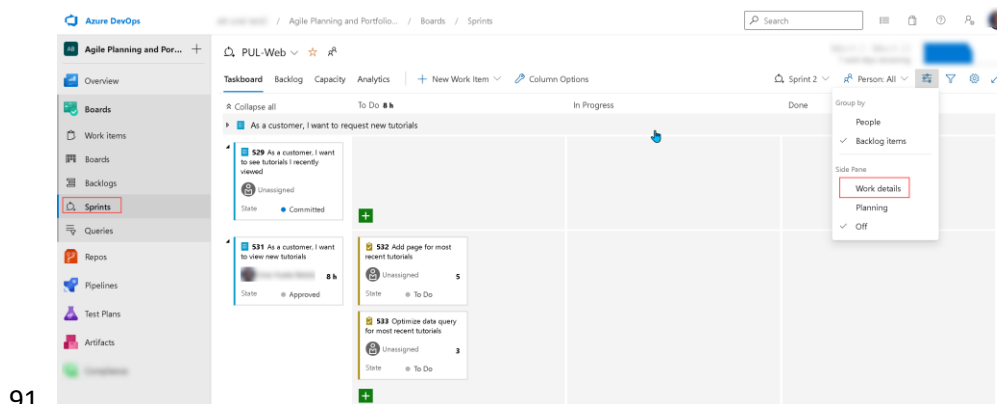 Azure DevOps
/ Agile Planning and Portfolio... / Boards / Sprints
Search
AB Agile Planning and Por... +
PUL-Web
Overview
Taskboard Backlog Capacity Analytics + New Work Item Column Options
Sprint 2 Person: All
Boards
Collapse all
To Do 8 h
In Progress
Done
Group by
People
Backlog items
Side Pane
Work details
Planning
Off
As a customer, I want to request new tutorials
Work items
Boards
Backlogs
Sprints
Queries
Repos
Pipelines
Test Plans
Artifacts
529 As a customer, I want
to see tutorials I recently
viewed
Unassigned
State Committed
531 As a customer, I want
to view new tutorials
8 h
State Approved
532 Add page for most
recent tutorials
Unassigned 5
State To Do
533 Optimize data query
for most recent tutorials
Unassigned 3
State To Do
91